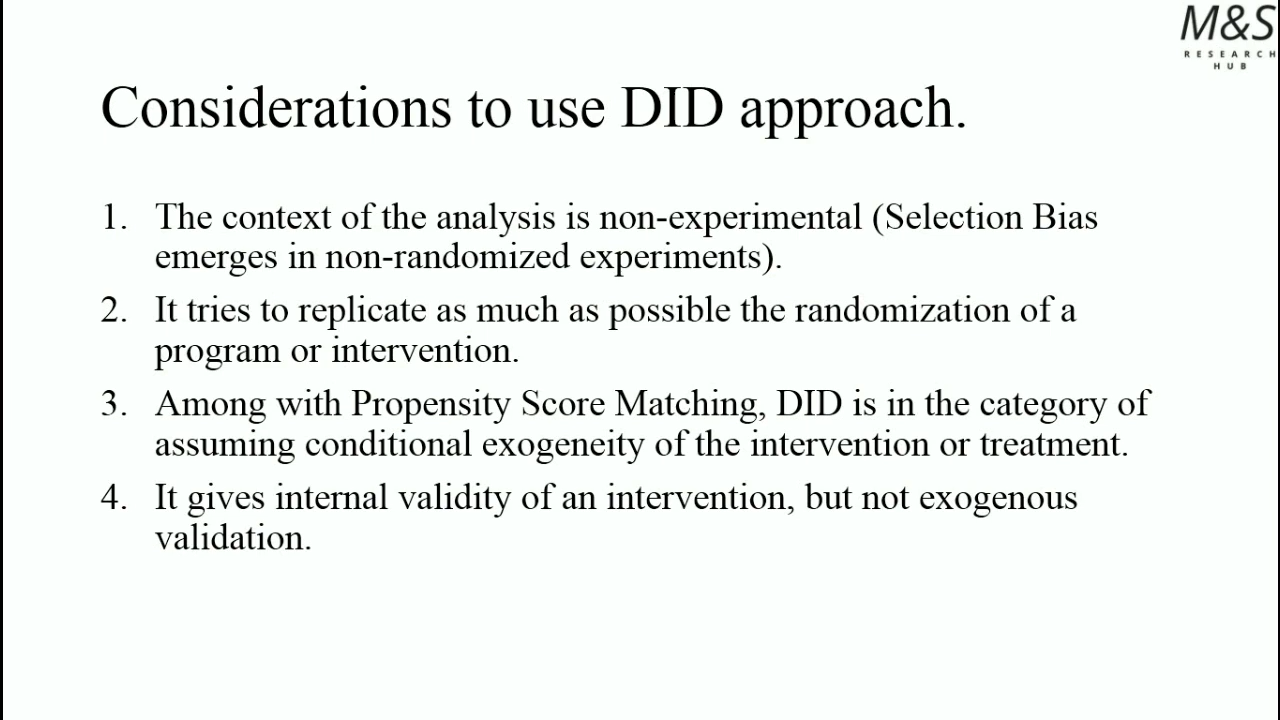 M&S
RESEARCH
HUB
Considerations to use DID approach.
1. The context of the analysis is non-experimental (Selection Bias
emerges in non-randomized experiments).
2. It tries to replicate as much as possible the randomization of a
program or intervention.
3. Among with Propensity Score Matching, DID is in the category of
assuming conditional exogeneity of the intervention or treatment.
4. It gives internal validity of an intervention, but not exogenous
validation.